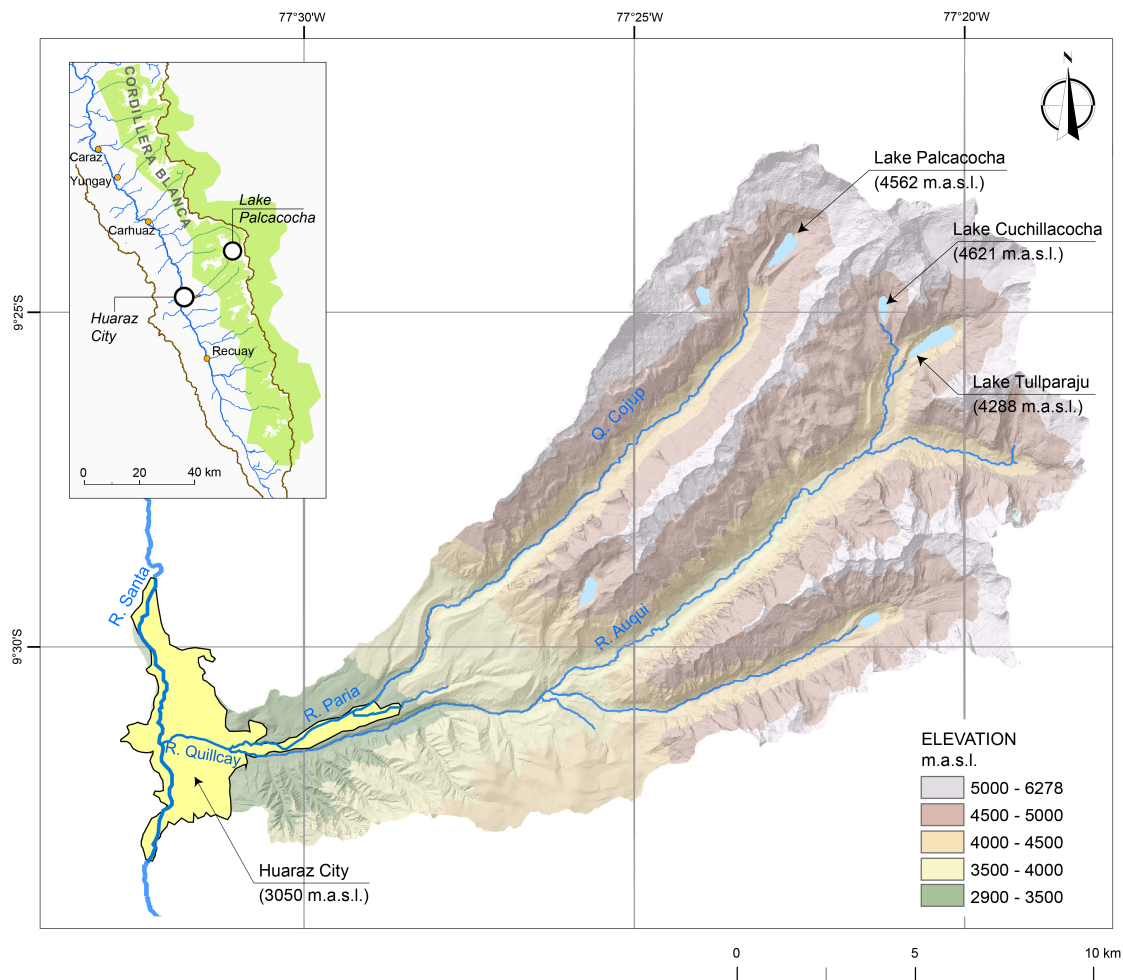 77°30'W
77°25'W
77°20'W
N
CORDILLERA BLANCA
Caraz
Yungay
Carhuaz
Lake
Palcacocha
Huaraz
City
Recuay
0 20 40 km
Lake Palcacocha
(4562 m.a.s.l.)
Lake Cuchillacocha
(4621 m.a.s.l.)
9°25'S
Lake Tullparaju
(4288 m.a.s.l.)
Q. Cojup
R. Santa
R. Auqui
9°30'S
R. Paria
R. Quillcay
Huaraz City
(3050 m.a.s.l.)
ELEVATION
m.a.s.l.
5000 - 6278
4500 - 5000
4000 - 4500
3500 - 4000
2900 - 3500
0 5 10 km